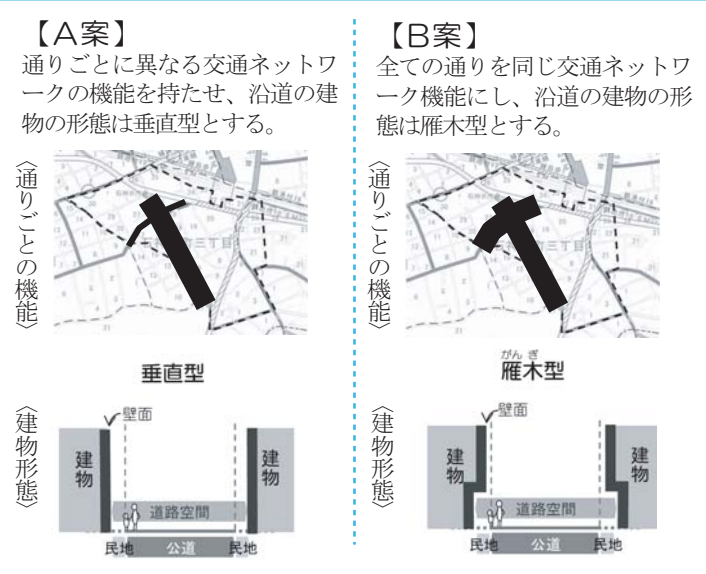 【A案】
通りごとに異なる交通ネットワ
ークの機能を持たせ、沿道の建
物の形態は垂直型とする。
〈通りごとの機能〉
三丁目
垂直型
〈建物形態〉
壁面
建物
建物
道路空間
民地
公道
民地
【B案】
全ての通りを同じ交通ネットワ
ーク機能にし、沿道の建物の形
態は雁木型とする。
〈通りごとの機能〉
三丁目
がんぎ
雁木型
〈建物形態〉
壁面
建物
建物
道路空間
民地
公道
民地